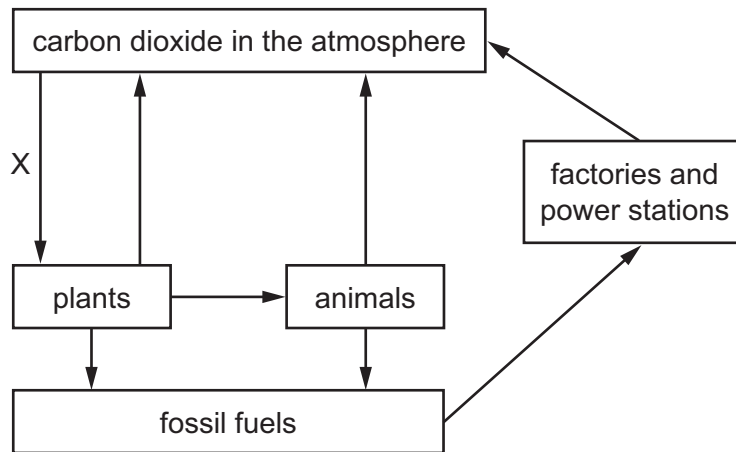 carbon dioxide in the atmosphere
X
factories and
power stations
plants
animals
fossil fuels